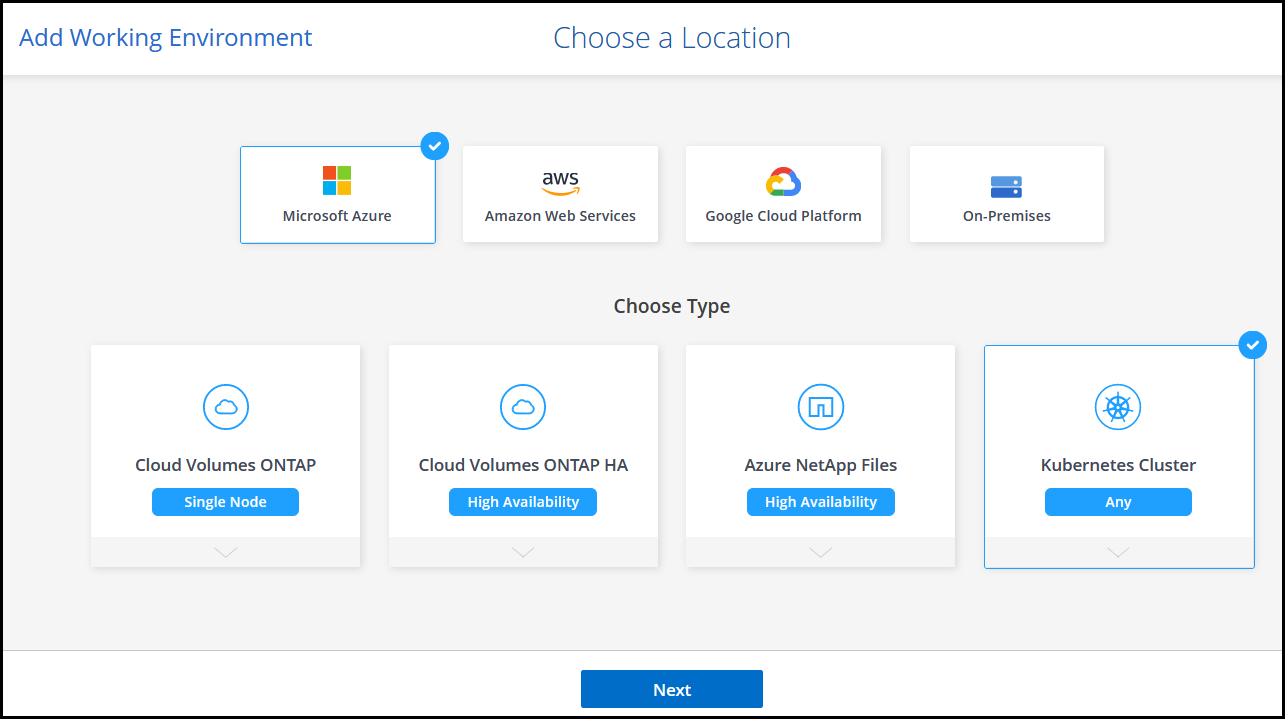 Add Working Environment
Choose a Location
Microsoft Azure
aws
Amazon Web Services
Google Cloud Platform
On-Premises
Choose Type
Cloud Volumes ONTAP
Single Node
Cloud Volumes ONTAP HA
High Availability
Azure NetApp Files
High Availability
Kubernetes Cluster
Any
Next